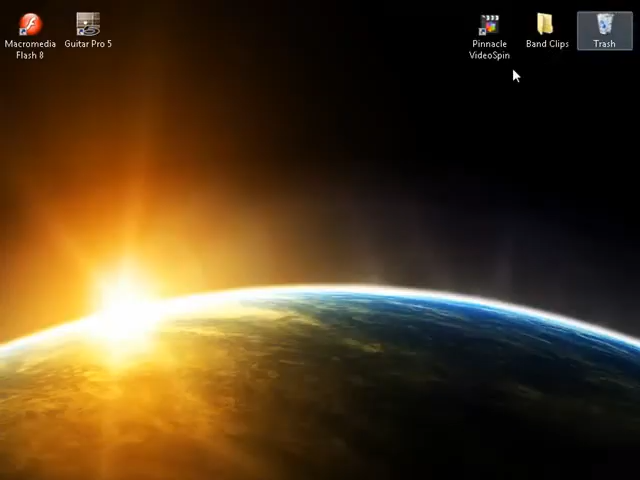 Macromedia
Flash 8
Guitar Pro 5
Pinnacle
VideoSpin
Band Clips
Trash